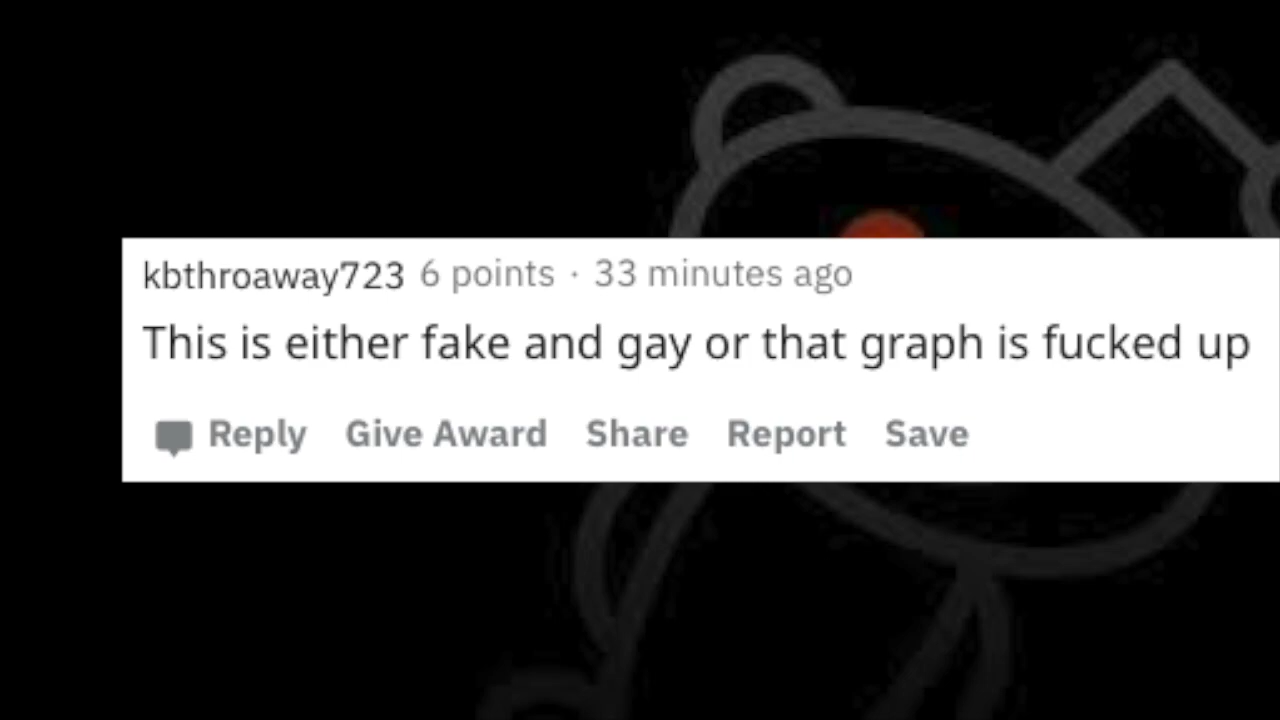 kbthroaway723 6 points · 33 minutes ago
This is either fake and gay or that graph is fucked up
Reply Give Award Share Report Save